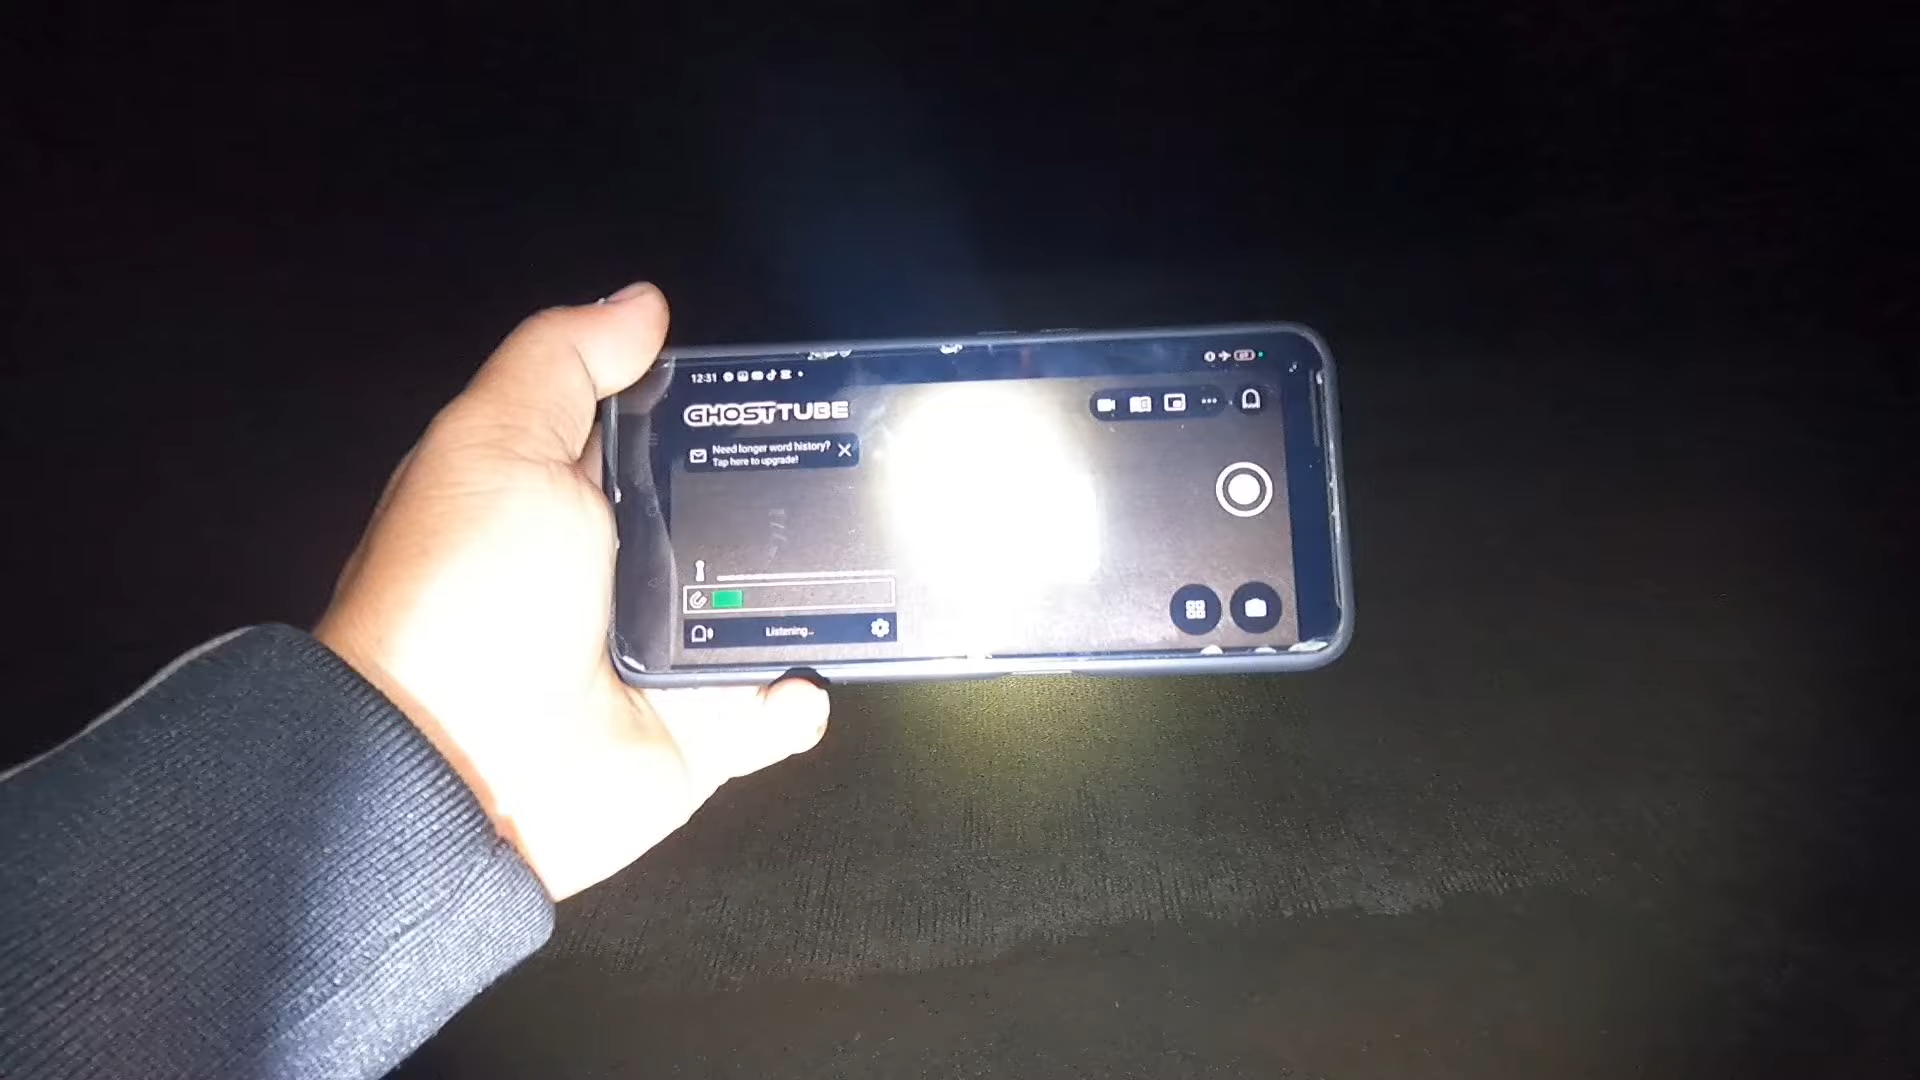 12:31
GHOSTTUBE
Need longer word history?
Tap here to upgrade!
Listening...